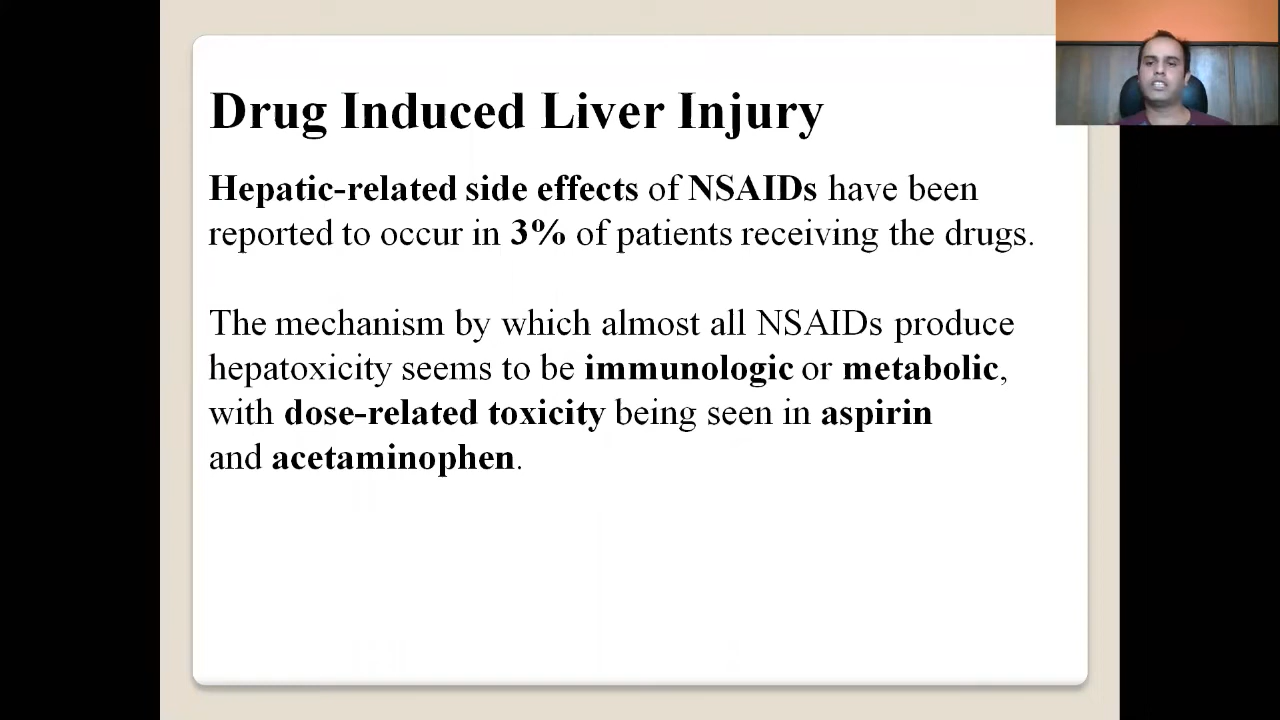 Drug Induced Liver Injury
Hepatic-related side effects of NSAIDs have been
reported to occur in 3% of patients receiving the drugs.
The mechanism by which almost all NSAIDs produce
hepatoxicity seems to be immunologic or metabolic,
with dose-related toxicity being seen in aspirin
and acetaminophen.